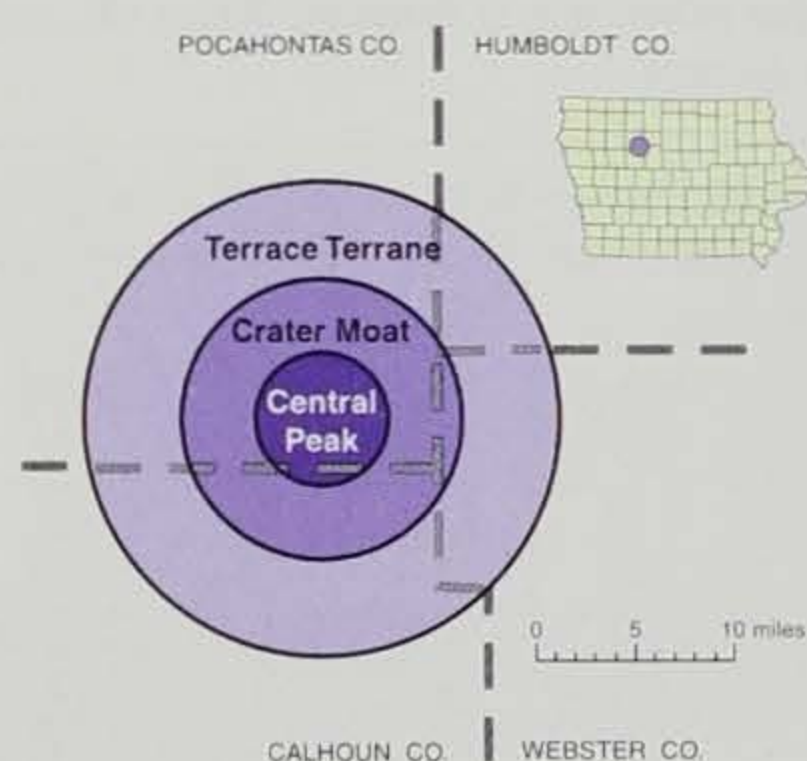 POCAHONTAS CO.
HUMBOLDT CO.
Terrace Terrane
Crater Moat
Central
Peak
0 5 10 miles
CALHOUN CO.
WEBSTER CO.